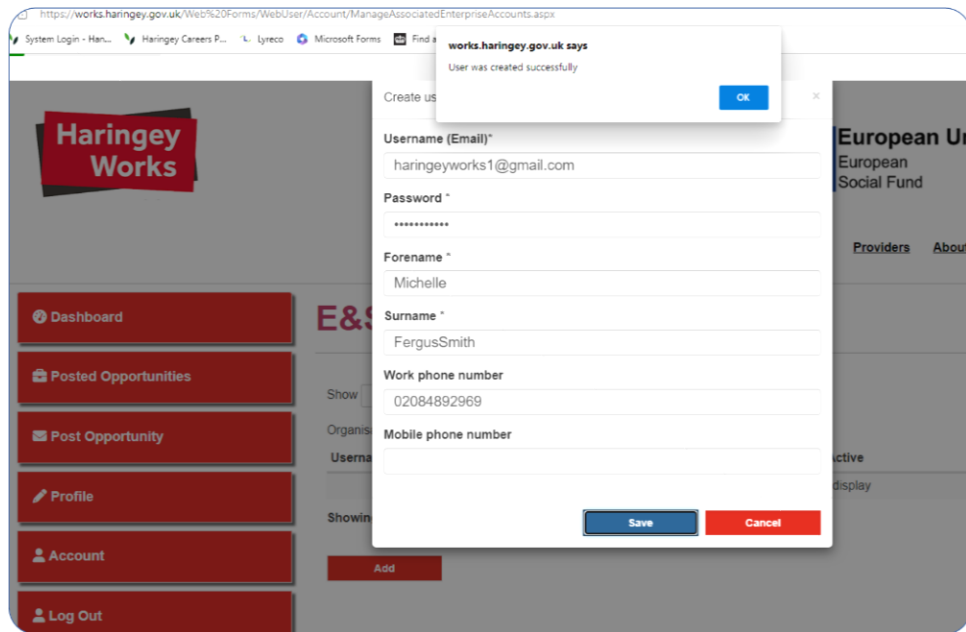 https://works.haringey.gov.uk/Web%20Forms/WebUser/Account/ManageAssociatedEnterpriseAccounts.aspx
System Login - Han... Haringey Careers P... Lyreco Microsoft Forms Find a
works.haringey.gov.uk says
User was created successfully
OK
Create us
×
Haringey
Works
European Un
European
Social Fund
Providers About
Username (Email)*
haringeyworks1@gmail.com
Password *
•••••••••••
Forename *
Michelle
Surname *
FergusSmith
Work phone number
02084892969
Mobile phone number
Save Cancel
Dashboard
Posted Opportunities
Post Opportunity
Profile
Account
Log Out
E&S
Show
Organis
Userna
Active
display
Showin
Add